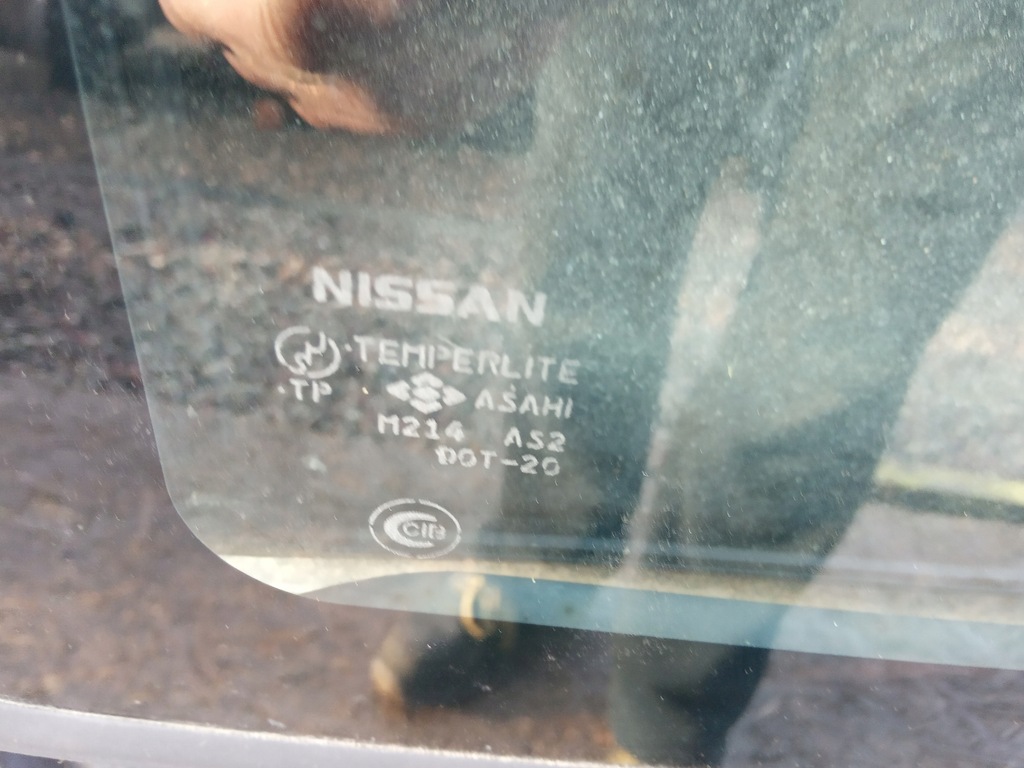 NISSAN
·TEMPERLITE
·TP ASAHI
M214 AS2
DOT-20